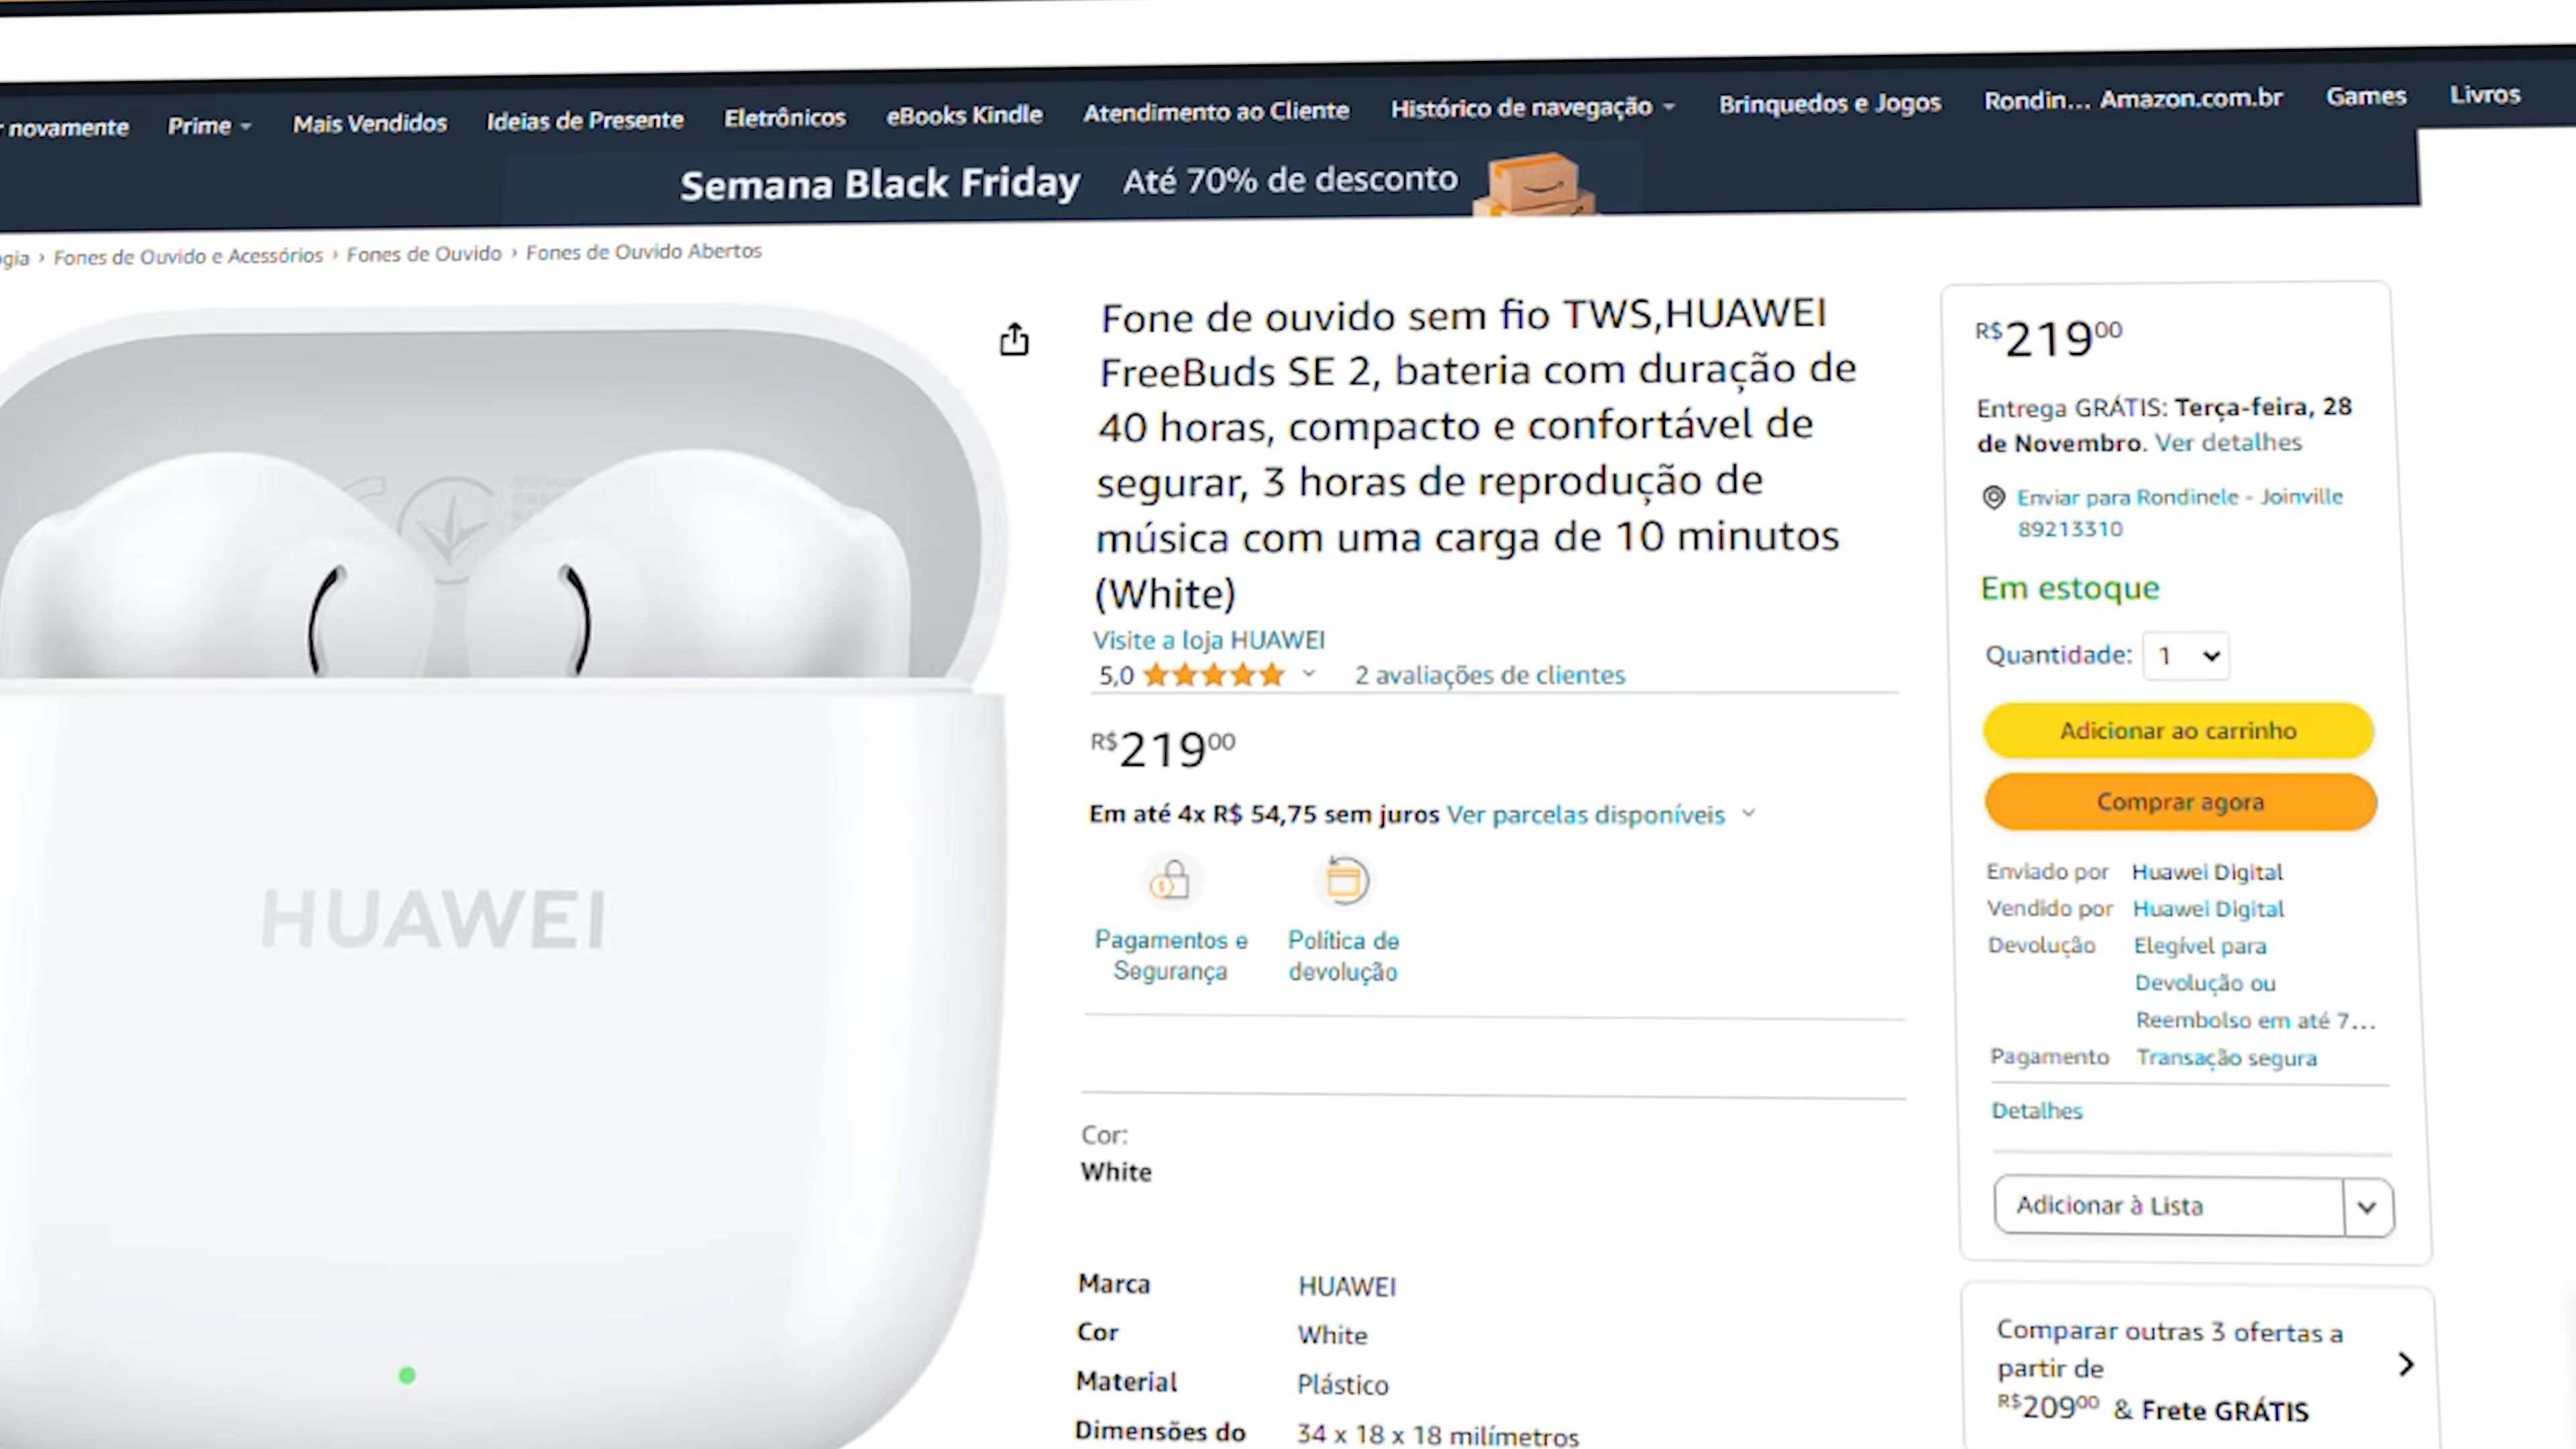 novamente Prime Mais Vendidos Ideias de Presente Eletrônicos eBooks Kindle Atendimento ao Cliente Histórico de navegação Brinquedos e Jogos Rondin... Amazon.com.br Games Livros
Semana Black Friday Até 70% de desconto
gia › Fones de Ouvido e Acessórios › Fones de Ouvido › Fones de Ouvido Abertos
HUAWEI
Fone de ouvido sem fio TWS,HUAWEI
FreeBuds SE 2, bateria com duração de
40 horas, compacto e confortável de
segurar, 3 horas de reprodução de
música com uma carga de 10 minutos
(White)
Visite a loja HUAWEI
5,0 2 avaliações de clientes
R$21900
Em até 4x R$ 54,75 sem juros Ver parcelas disponíveis
Pagamentos e
Segurança
Política de
devolução
Cor:
White
Marca HUAWEI
Cor White
Material Plástico
Dimensões do 34 x 18 x 18 milímetros
R$21900
Entrega GRÁTIS: Terça-feira, 28
de Novembro. Ver detalhes
Enviar para Rondinele - Joinville
89213310
Em estoque
Quantidade: 1
Adicionar ao carrinho
Comprar agora
Enviado por Huawei Digital
Vendido por Huawei Digital
Devolução Elegível para
Devolução ou
Reembolso em até 7...
Pagamento Transação segura
Detalhes
Adicionar à Lista
Comparar outras 3 ofertas a
partir de
R$20900 & Frete GRÁTIS